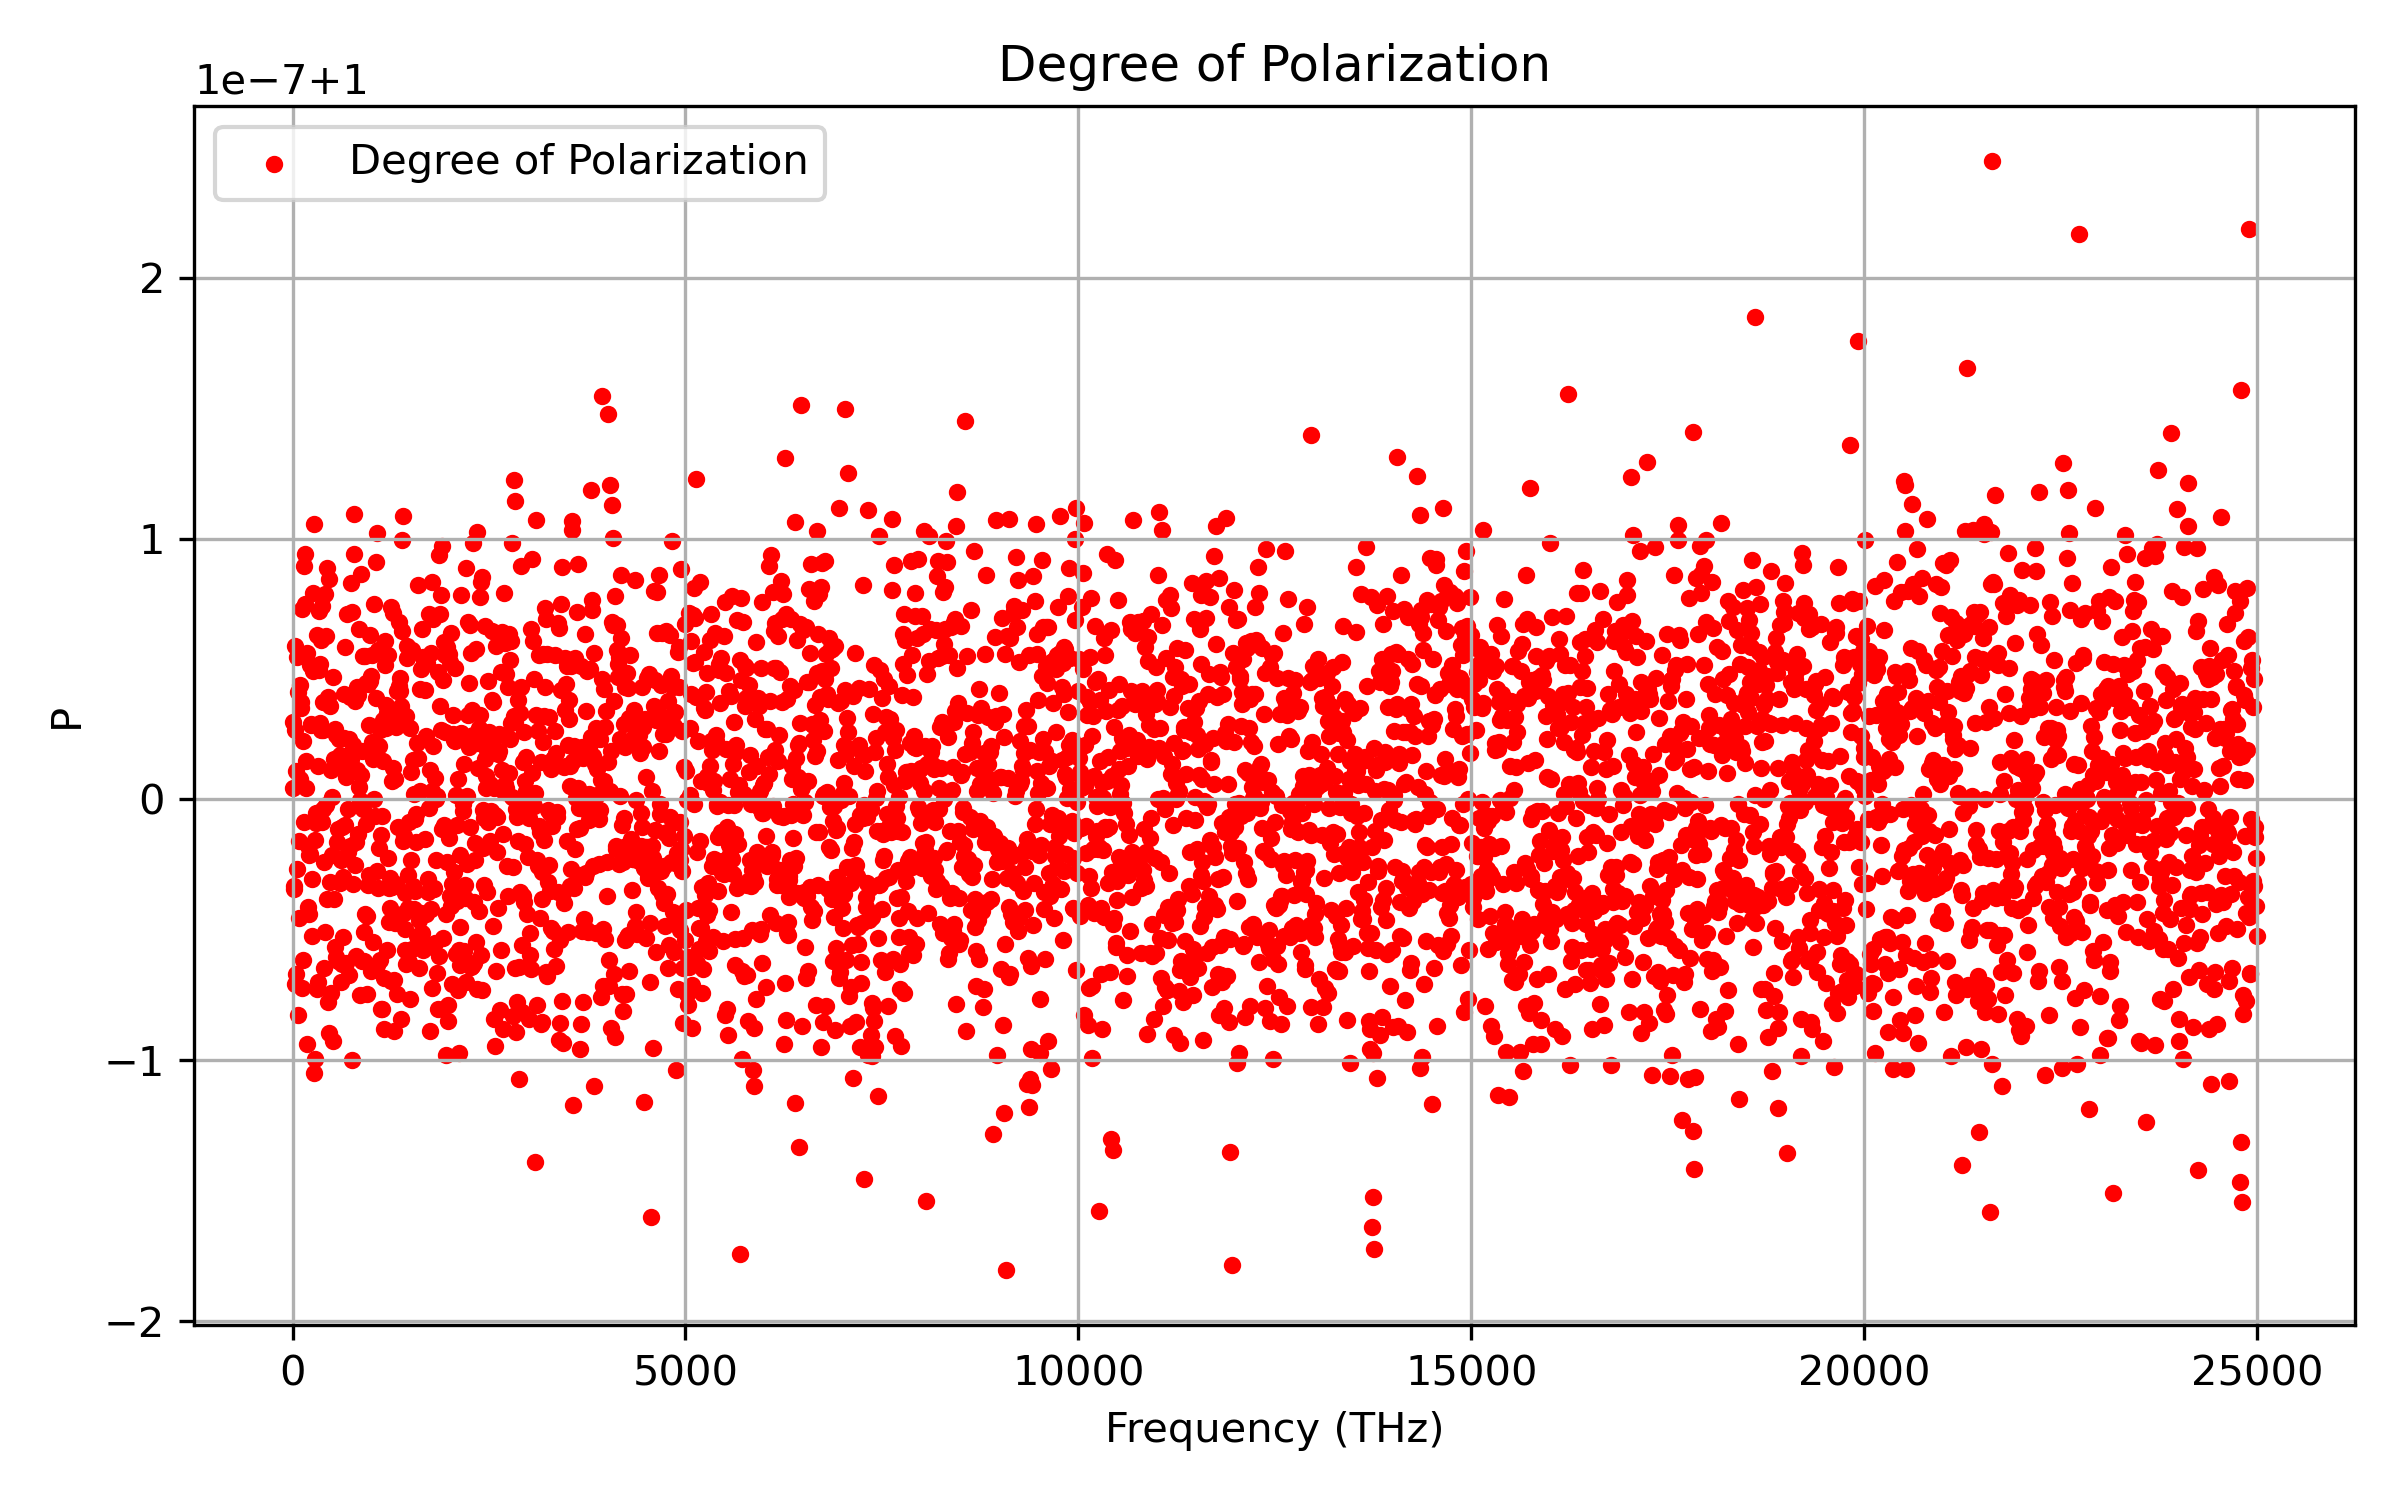 Degree of Polarization
1e−7+1
Degree of Polarization
2
1
0
−1
−2
P
0 5000 10000 15000 20000 25000
Frequency (THz)